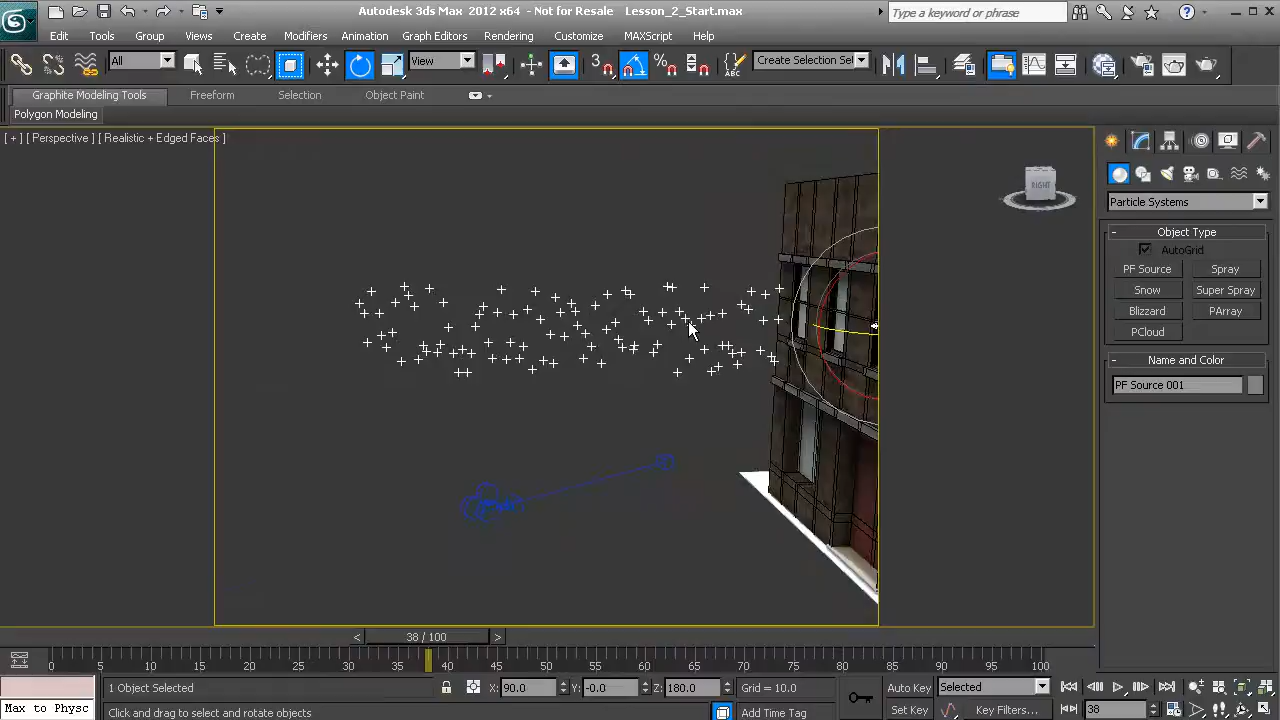 Autodesk 3ds Max 2012 x64 - Not for Resale Lesson_2_Start.max
Type a keyword or phrase
Edit Tools Group Views Create Modifiers Animation Graph Editors Rendering Customize MAXScript Help
All View Create Selection Sel
Graphite Modeling Tools Freeform Selection Object Paint
Polygon Modeling
[ + ] [ Perspective ] [ Realistic + Edged Faces ]
RIGHT
Particle Systems
- Object Type
AutoGrid
PF Source Spray
Snow Super Spray
Blizzard PArray
PCloud
- Name and Color
PF Source 001
< 38 / 100 >
0 5 10 15 20 25 30 35 40 45 50 55 60 65 70 75 80 85 90 95 100
1 Object Selected X: 90.0 Y: -0.0 Z: 180.0 Grid = 10.0 Auto Key Selected
Max to Physc Click and drag to select and rotate objects Add Time Tag Set Key Key Filters... 38